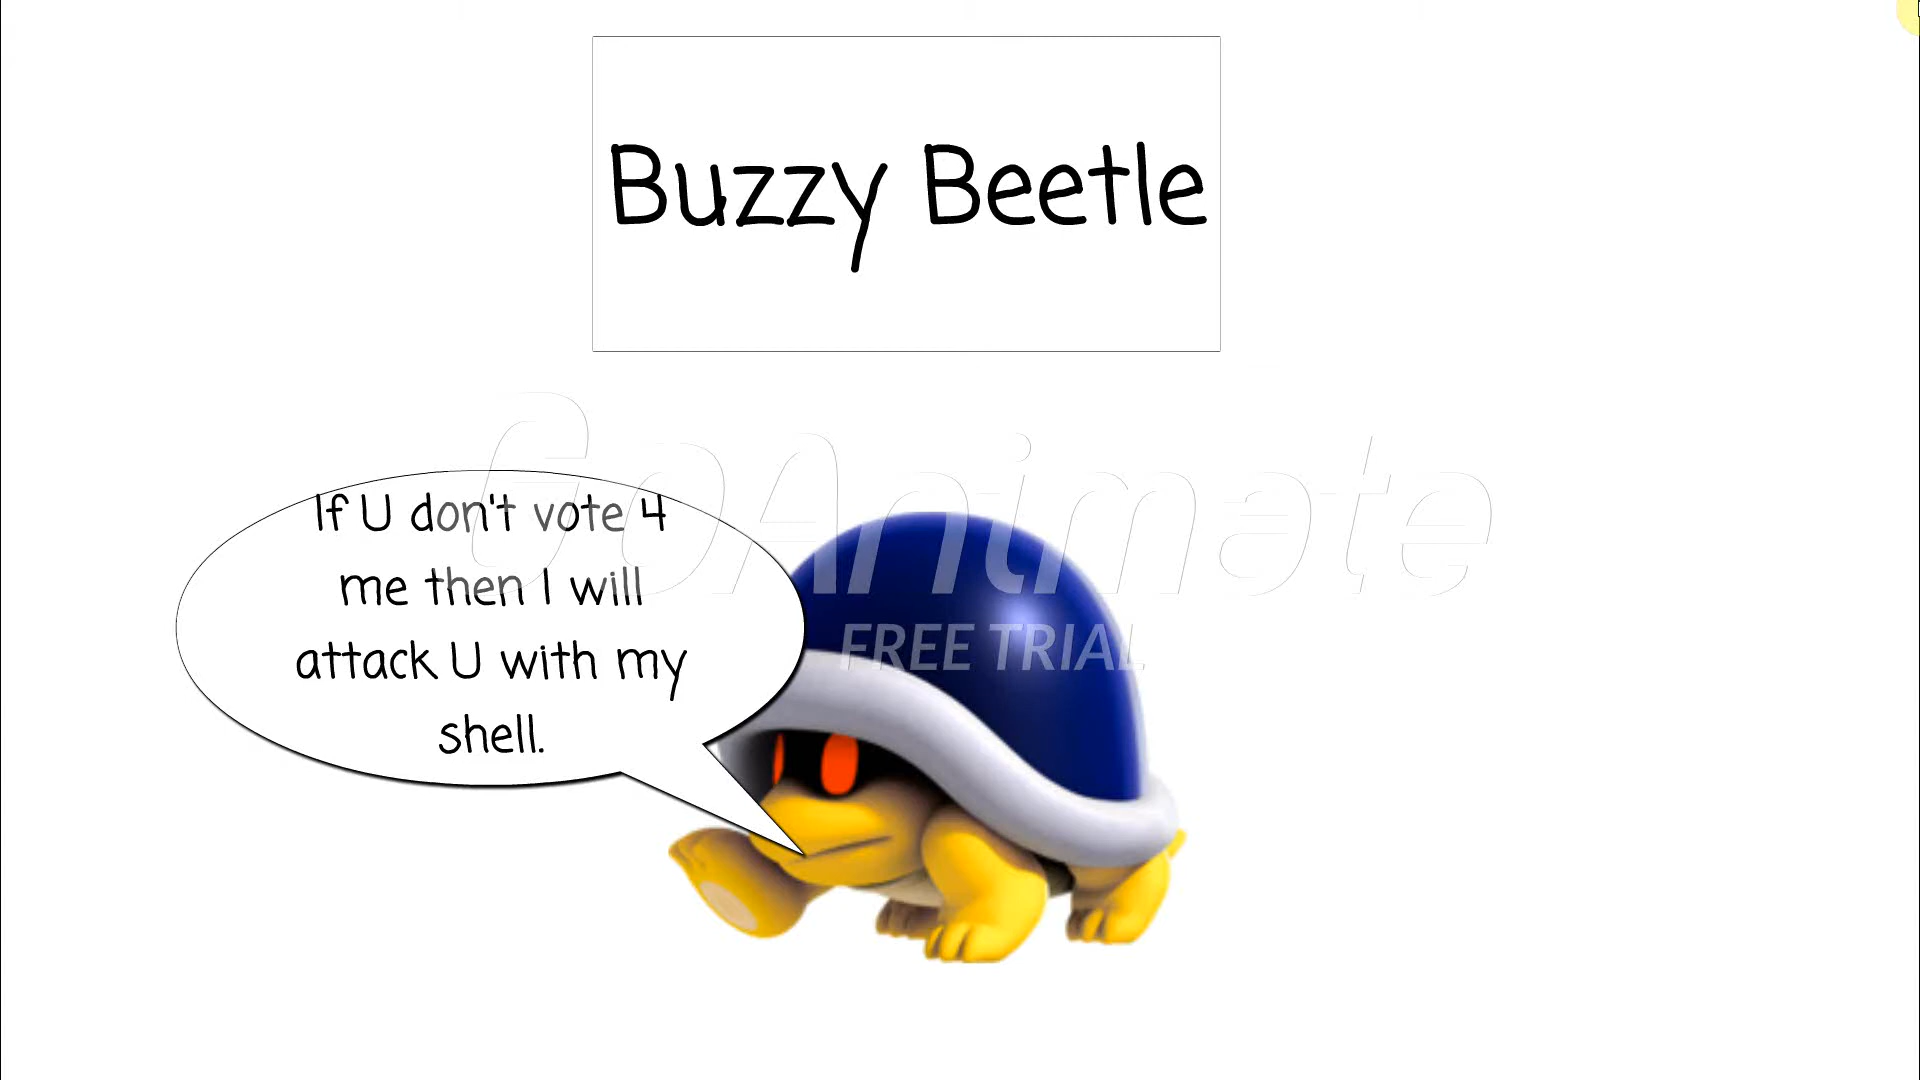 Buzzy Beetle
GoAnimate
If U don't vote 4
me then I will
attack U with my
shell.
FREE TRIAL